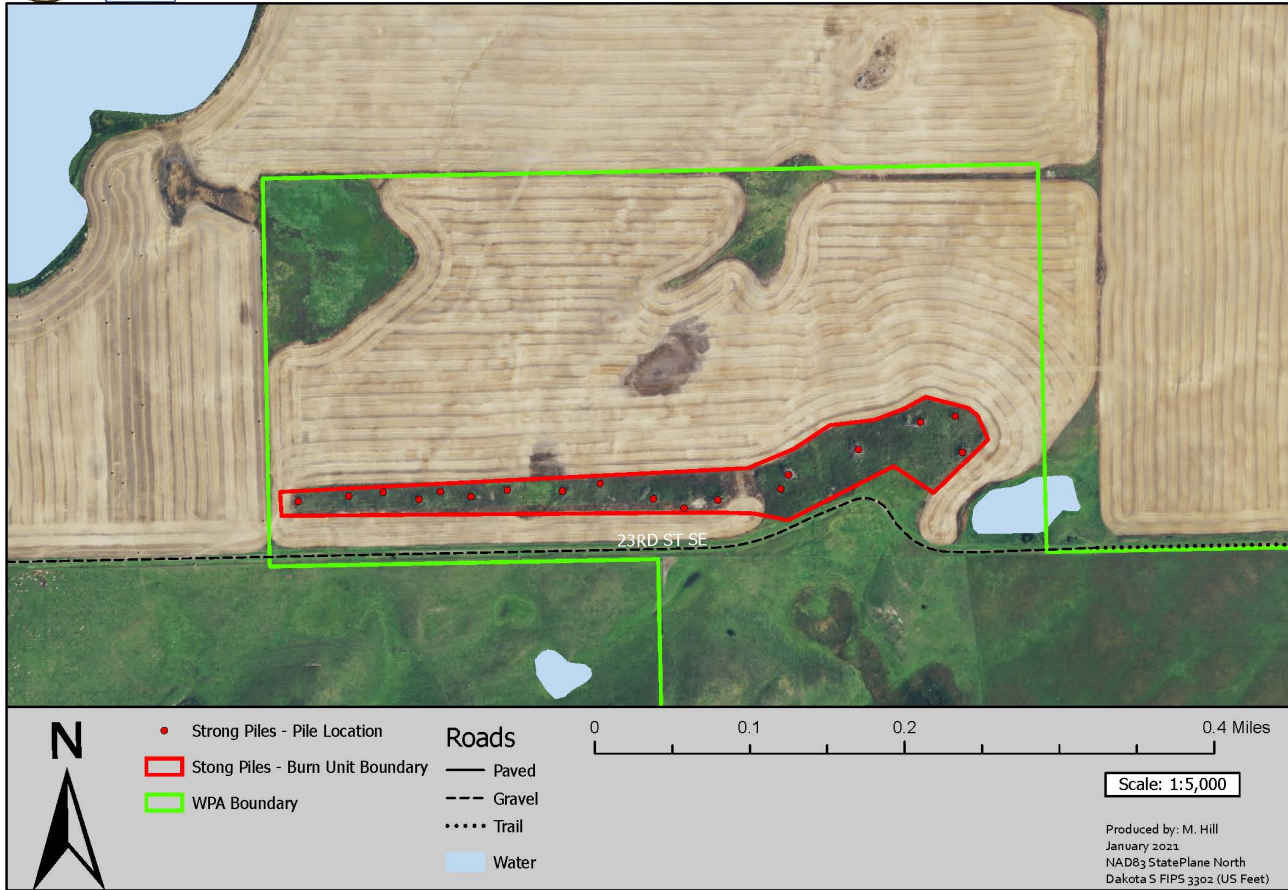 23RD ST SE
N
Strong Piles - Pile Location
Stong Piles - Burn Unit Boundary
WPA Boundary
Roads
Paved
Gravel
Trail
Water
0 0.1 0.2 0.4 Miles
Scale: 1:5,000
Produced by: M. Hill
January 2021
NAD83 StatePlane North
Dakota S FIPS 3302 (US Feet)